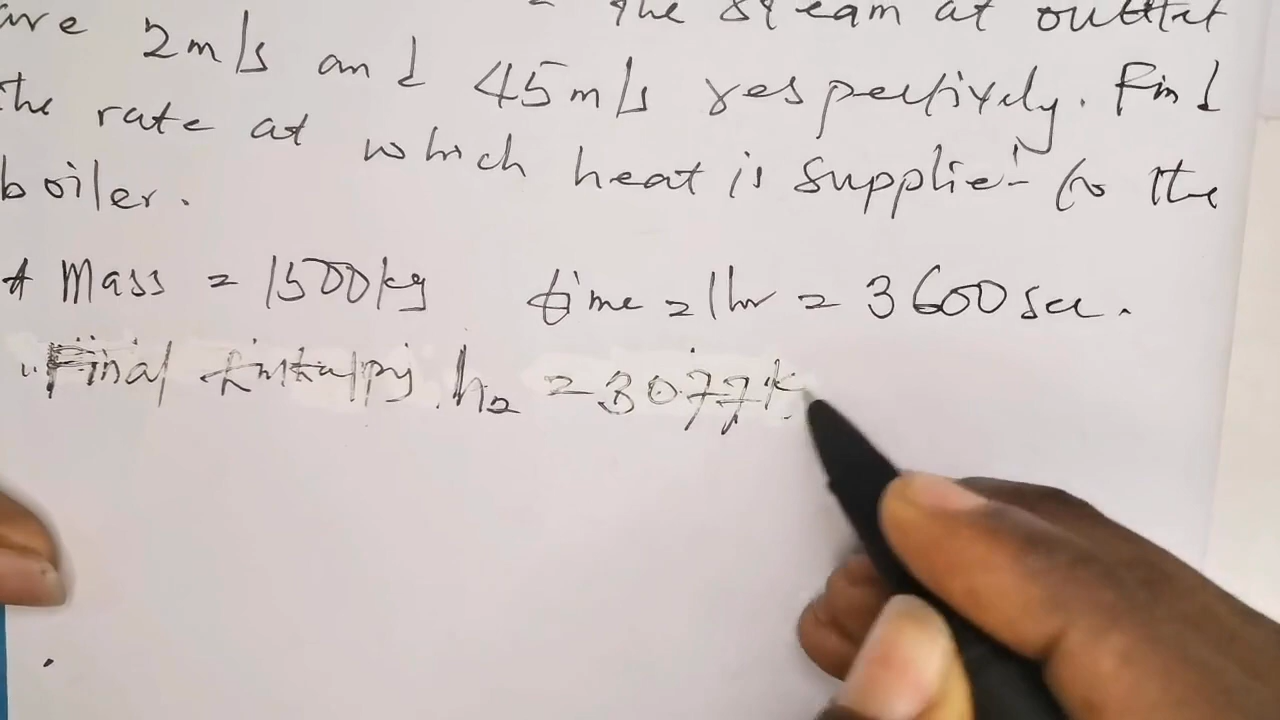 are 2m/s and 45m/s respectively. Find
the steam at outlet
the rate at which heat is supplied to the
boiler.
Mass = 1500kg time = 1hr = 3600sec.
Final Enthalpy h2 = 3077k